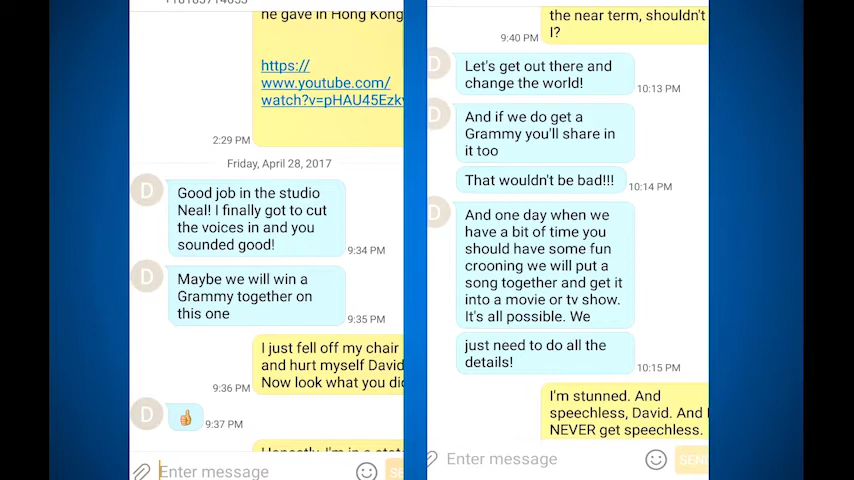 he gave in Hong Kong
https://
www.youtube.com/
watch?v=pHAU45Ezk
2:29 PM
Friday, April 28, 2017
D
Good job in the studio
Neal! I finally got to cut
the voices in and you
sounded good!
9:34 PM
D
Maybe we will win a
Grammy together on
this one
9:35 PM
I just fell off my chair
and hurt myself David
Now look what you did
9:36 PM
D
9:37 PM
Enter message
SE
the near term, shouldn't
I?
9:40 PM
D
Let's get out there and
change the world!
10:13 PM
D
And if we do get a
Grammy you'll share in
it too
That wouldn't be bad!!!
10:14 PM
D
And one day when we
have a bit of time you
should have some fun
crooning we will put a
song together and get it
into a movie or tv show.
It's all possible. We
just need to do all the
details!
10:15 PM
I'm stunned. And
speechless, David. And I
NEVER get speechless.
Enter message
SEND